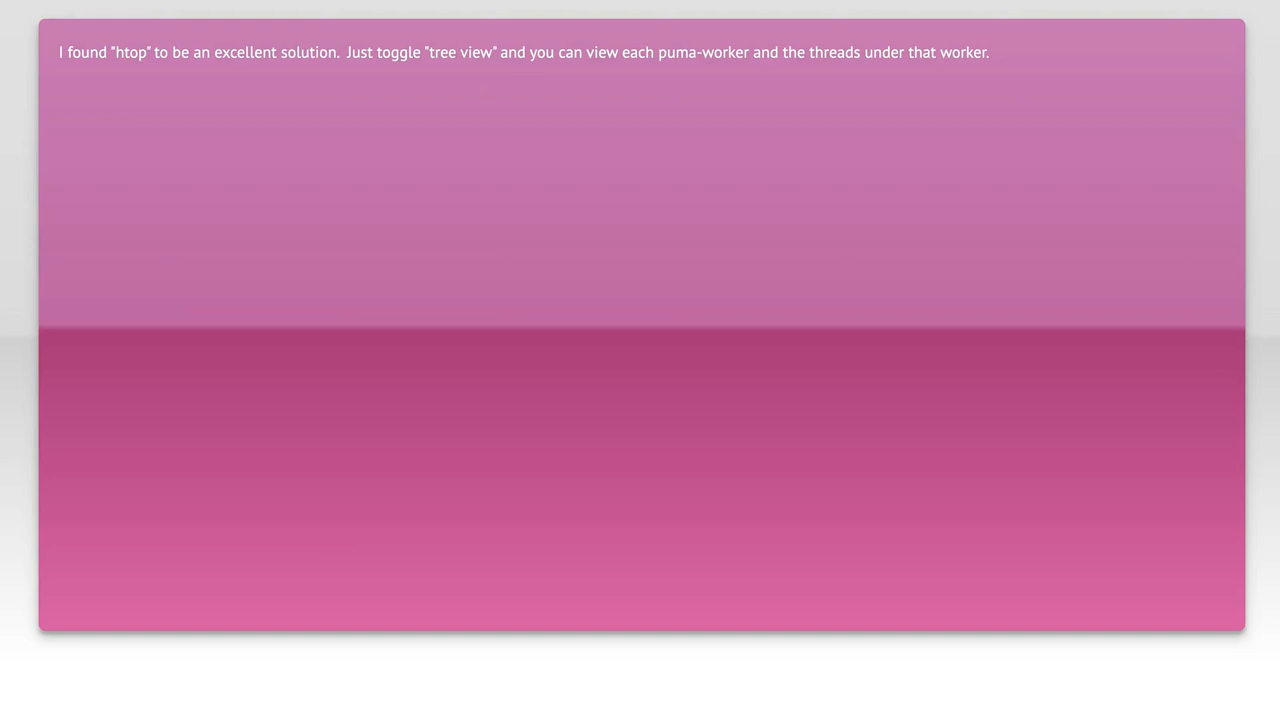 I found "htop" to be an excellent solution.  Just toggle "tree view" and you can view each puma-worker and the threads under that worker.